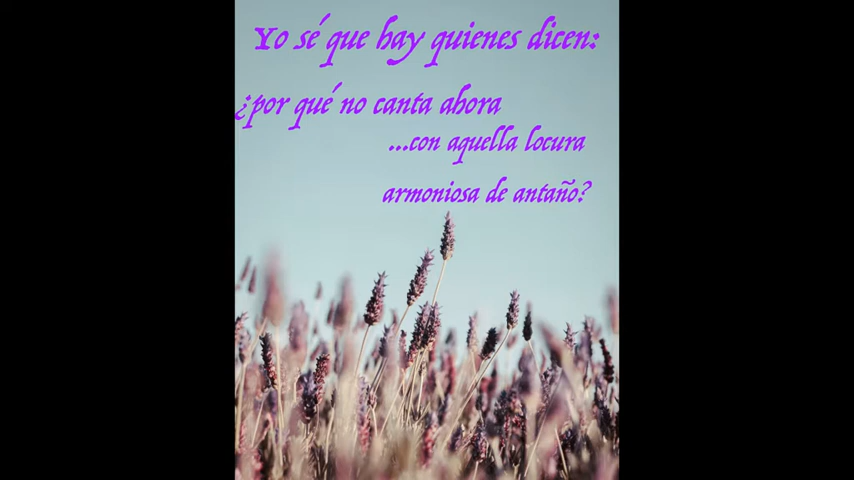 Yo sé que hay quienes dicen:
¿por qué no canta ahora
...con aquella locura
armoniosa de antaño?